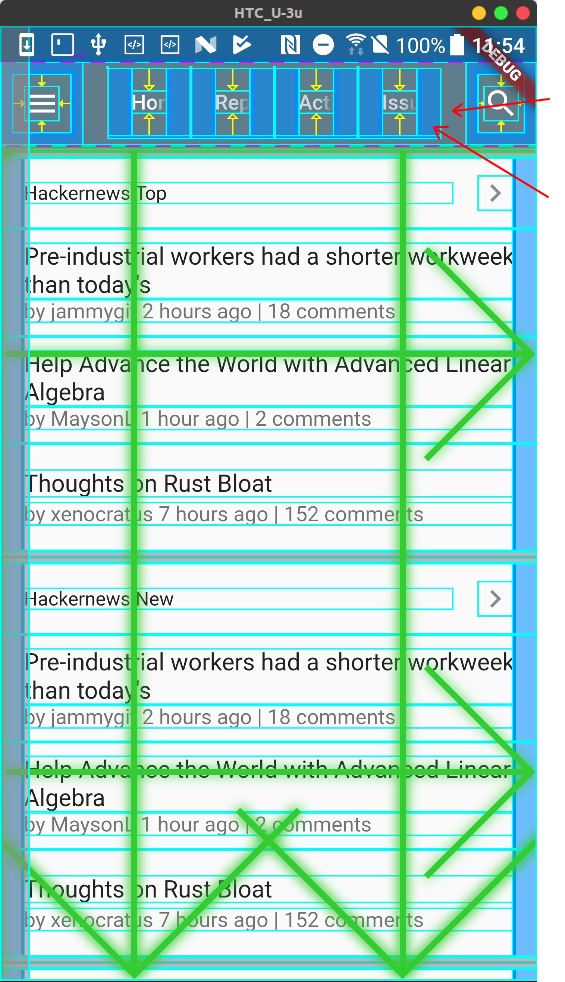 HTC_U-3u
100% 11:54
DEBUG
Hor Rep Act Issu
Hackernews Top
Pre-industrial workers had a shorter workweek
than today's
by jammygit 2 hours ago | 18 comments
Help Advance the World with Advanced Linear
Algebra
by MaysonL 1 hour ago | 2 comments
Thoughts on Rust Bloat
by xenocratus 7 hours ago | 152 comments
Hackernews New
Pre-industrial workers had a shorter workweek
than today's
by jammygit 2 hours ago | 18 comments
Help Advance the World with Advanced Linear
Algebra
by MaysonL 1 hour ago | 2 comments
Thoughts on Rust Bloat
by xenocratus 7 hours ago | 152 comments